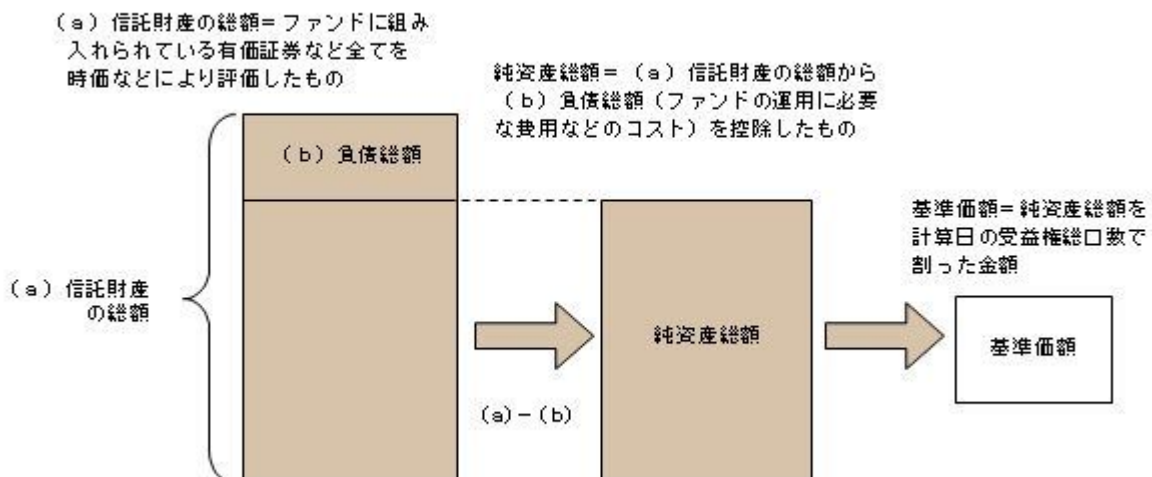 (a)信託財産の総額=ファンドに組み
入れられている有価証券など全てを
時価などにより評価したもの
純資産総額=(a)信託財産の総額から
(b)負債総額(ファンドの運用に必要
な費用などのコスト)を控除したもの
(b)負債総額
基準価額=純資産総額を
計算日の受益権総口数で
割った金額
(a)信託財産
の総額
純資産総額
基準価額
(a)-(b)